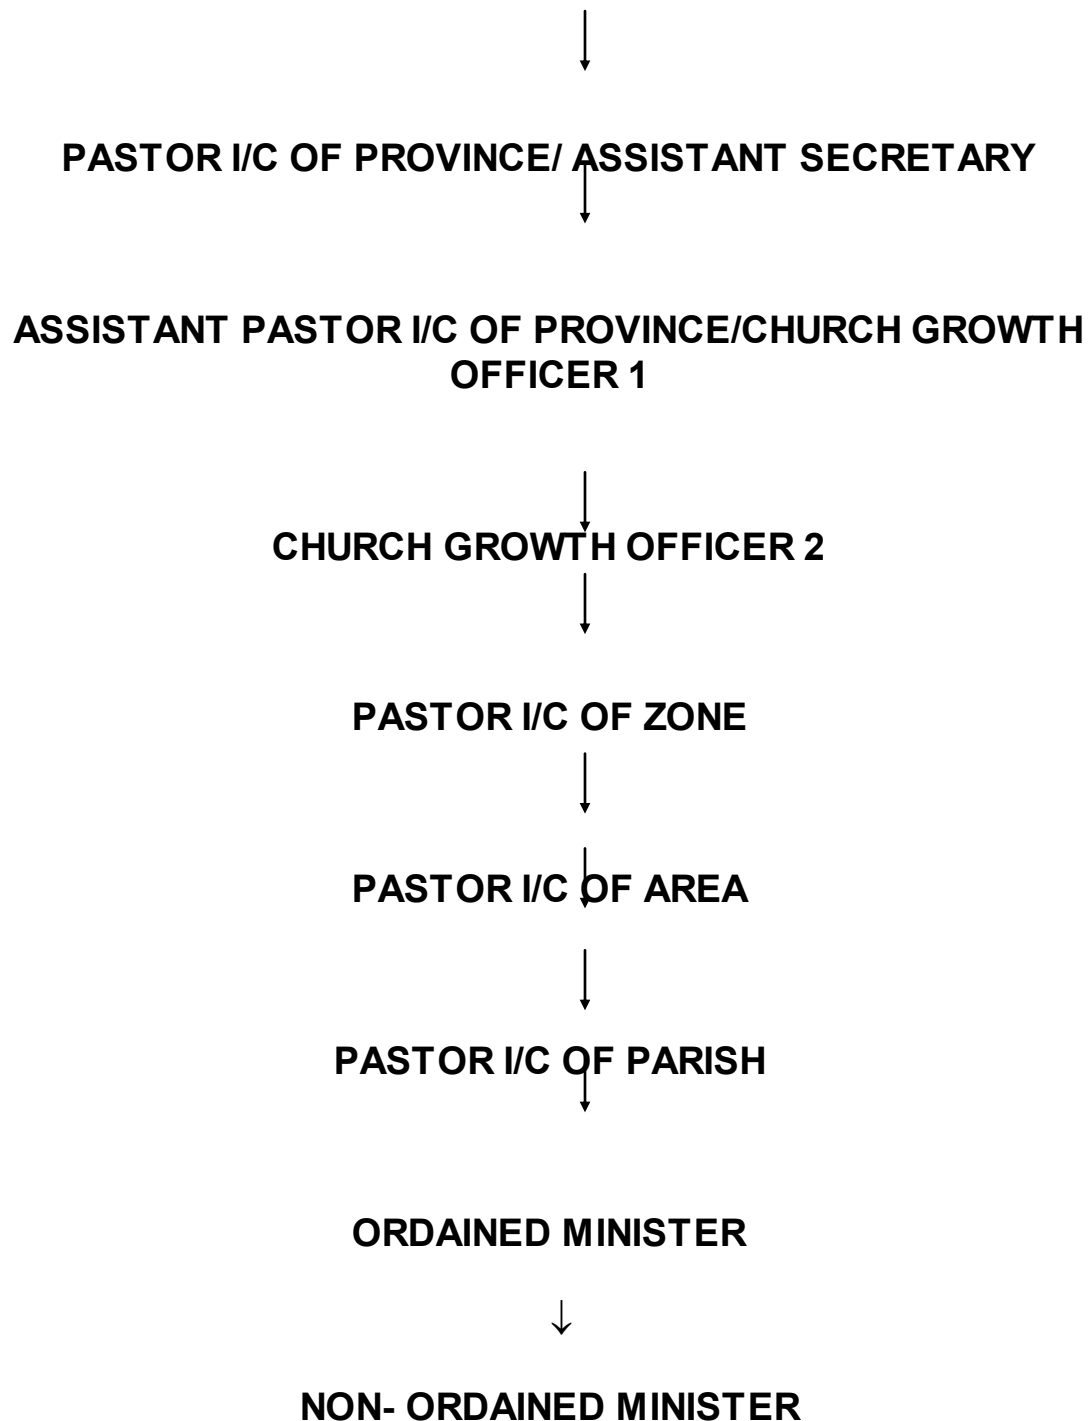 PASTOR I/C OF PROVINCE/ ASSISTANT SECRETARY
ASSISTANT PASTOR I/C OF PROVINCE/CHURCH GROWTH
OFFICER 1
CHURCH GROWTH OFFICER 2
PASTOR I/C OF ZONE
PASTOR I/C OF AREA
PASTOR I/C OF PARISH
ORDAINED MINISTER
↓
NON- ORDAINED MINISTER